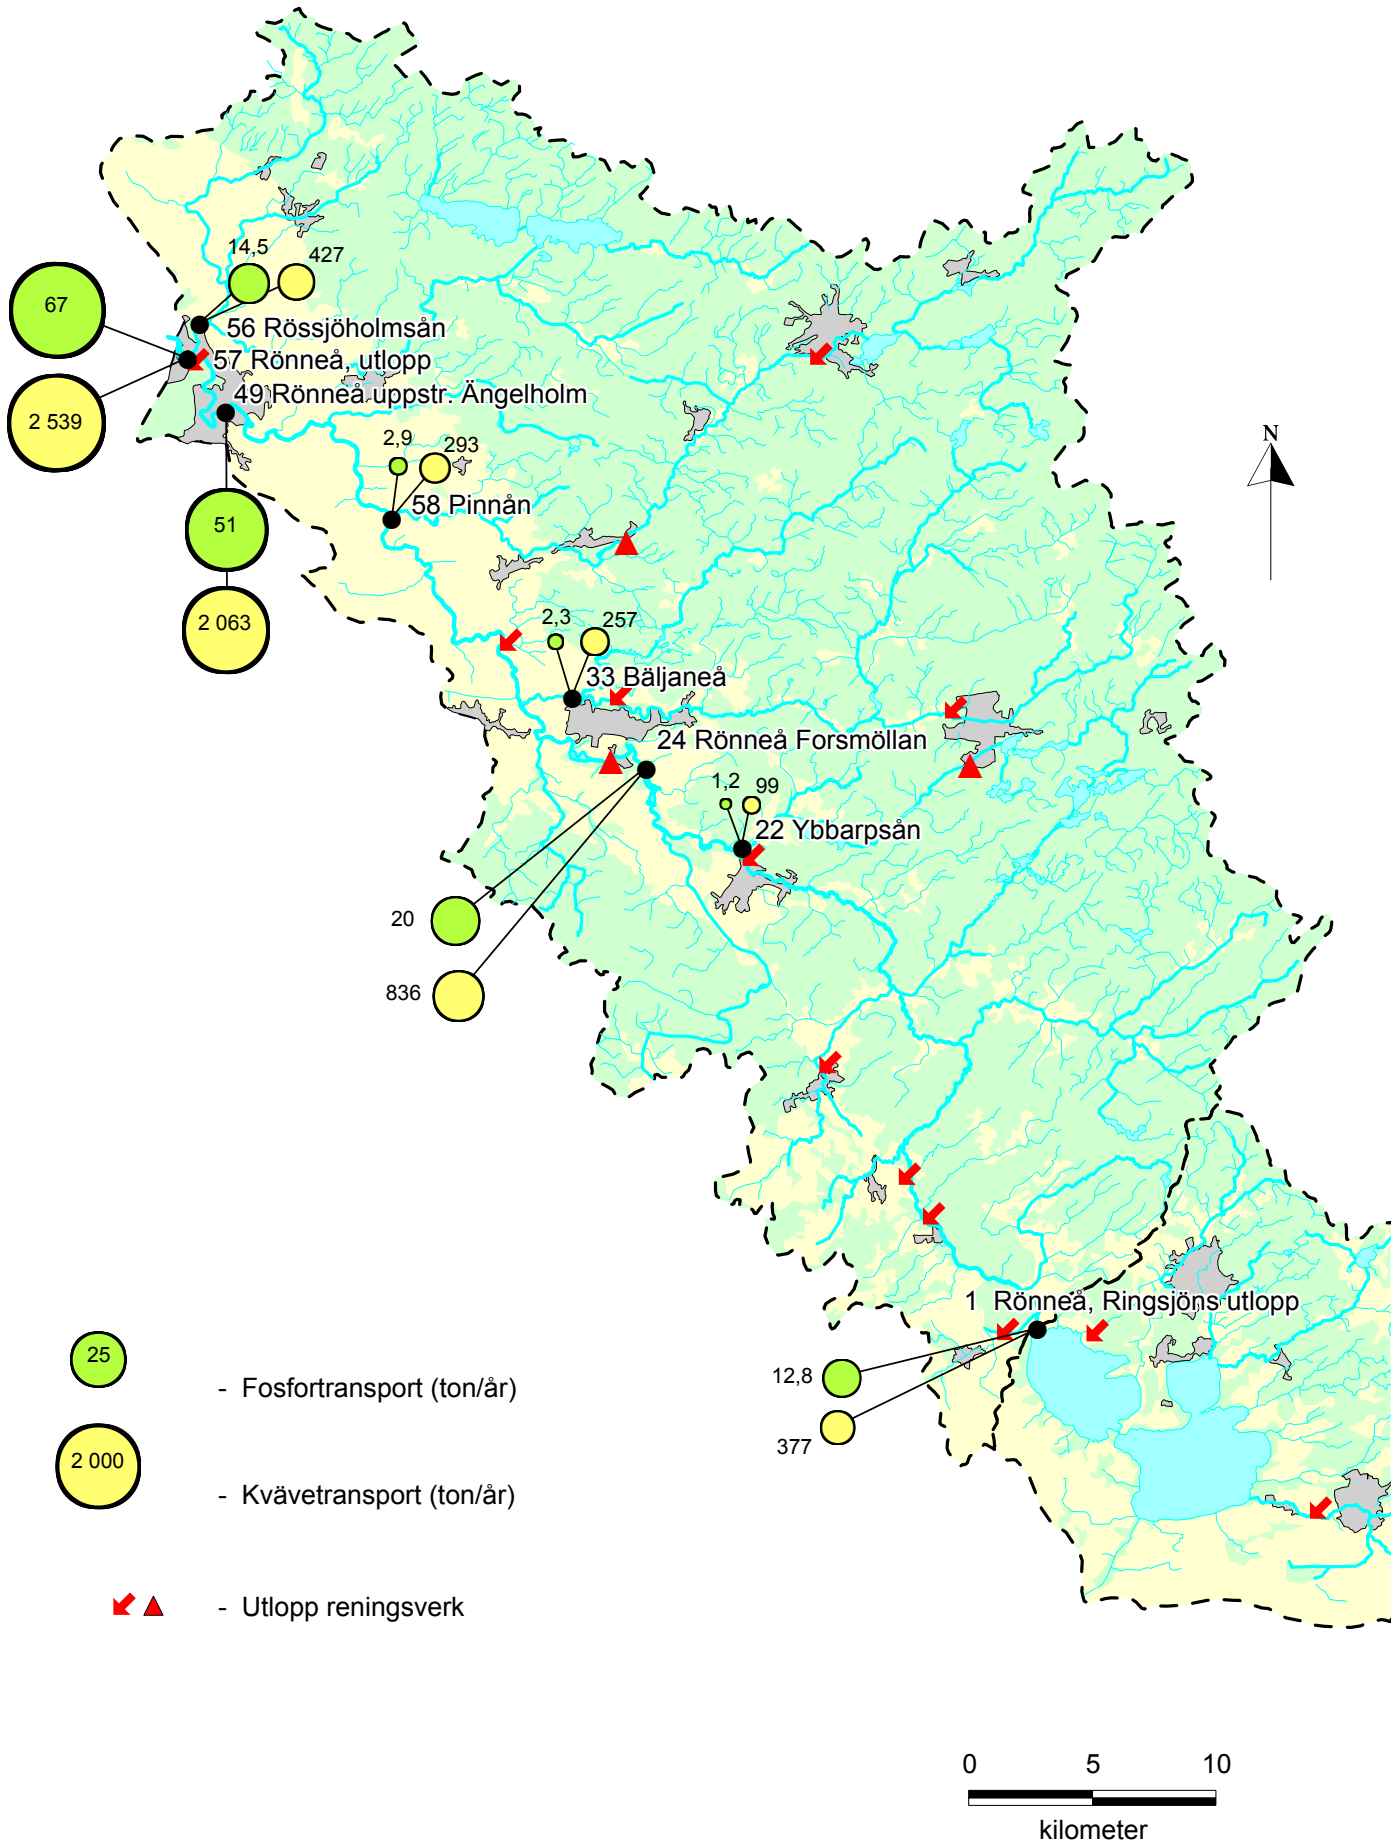 14,5
427
67
56 Rössjöholmsån
57 Rönneå, utlopp
49 Rönneå uppstr. Ängelholm
2 539
2,9
293
N
58 Pinnån
51
2 063
2,3
257
33 Bäljaneå
24 Rönneå Forsmöllan
1,2
99
22 Ybbarpsån
20
836
1 Rönneå, Ringsjöns utlopp
12,8
377
25
- Fosfortransport (ton/år)
2 000
- Kvävetransport (ton/år)
- Utlopp reningsverk
0 5 10
kilometer